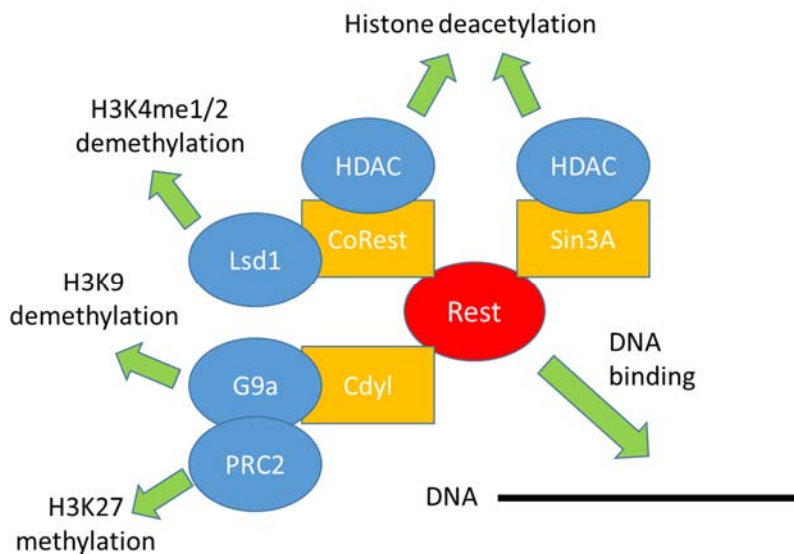 Histone deacetylation
H3K4me1/2
demethylation
HDAC
HDAC
CoRest
Sin3A
Lsd1
H3K9
demethylation
Rest
DNA
binding
G9a
Cdyl
PRC2
DNA
H3K27
methylation